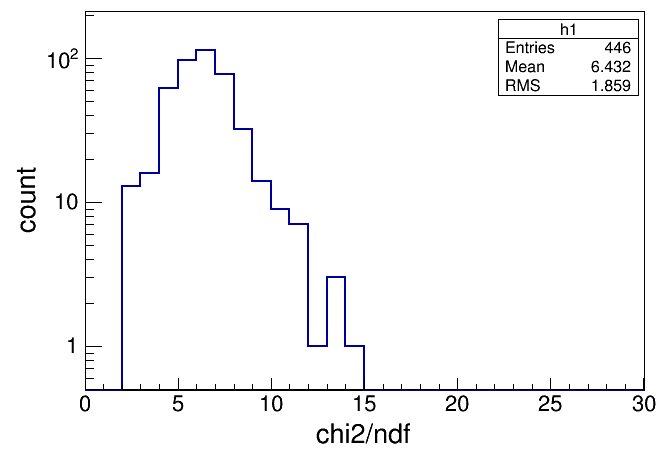 h1
Entries 446
Mean 6.432
RMS 1.859
10²
10
1
count
0 5 10 15 20 25 30
chi2/ndf